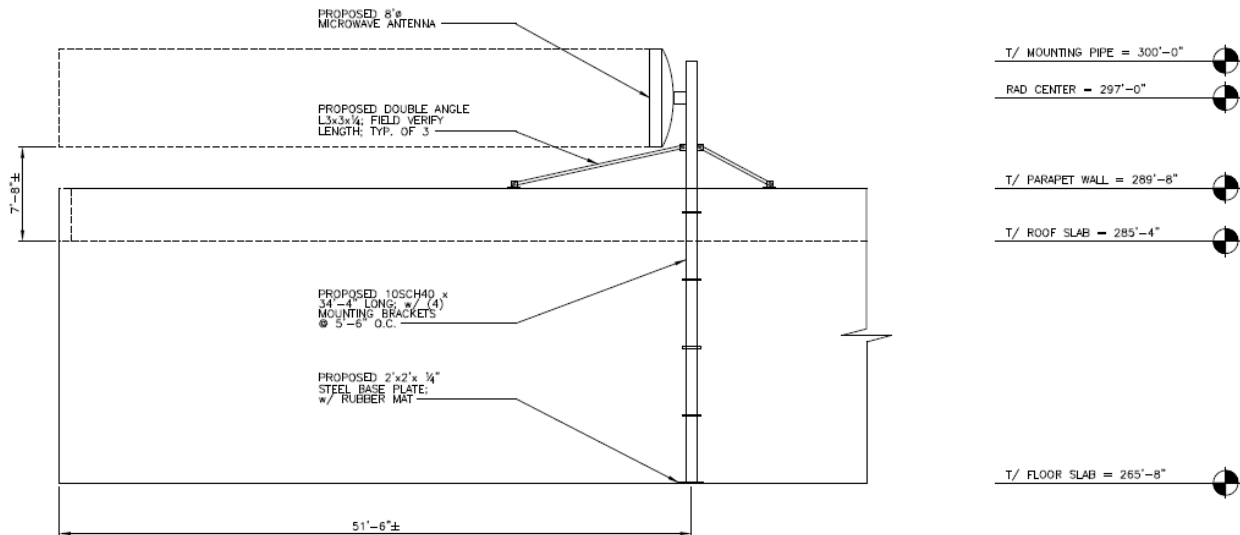 PROPOSED 8'ø
MICROWAVE ANTENNA
T/ MOUNTING PIPE = 300'-0"
RAD CENTER = 297'-0"
PROPOSED DOUBLE ANGLE
L3x3x¼; FIELD VERIFY
LENGTH; TYP. OF 3
7'-8"±
T/ PARAPET WALL = 289'-8"
T/ ROOF SLAB = 285'-4"
PROPOSED 10SCH40 x
34'-4" LONG; w/ (4)
MOUNTING BRACKETS
@ 5'-6" O.C.
PROPOSED 2'x2'x ¼"
STEEL BASE PLATE;
w/ RUBBER MAT
T/ FLOOR SLAB = 265'-8"
51'-6"±